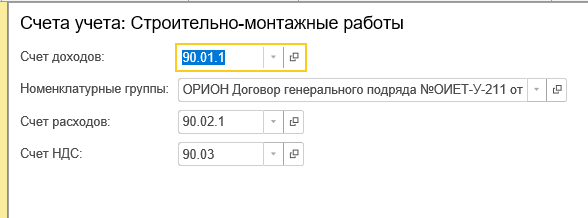 Счета учета: Строительно-монтажные работы
Счет доходов: 90.01.1
Номенклатурные группы: ОРИОН Договор генерального подряда №ОИЕТ-У-211 от
Счет расходов: 90.02.1
Счет НДС: 90.03